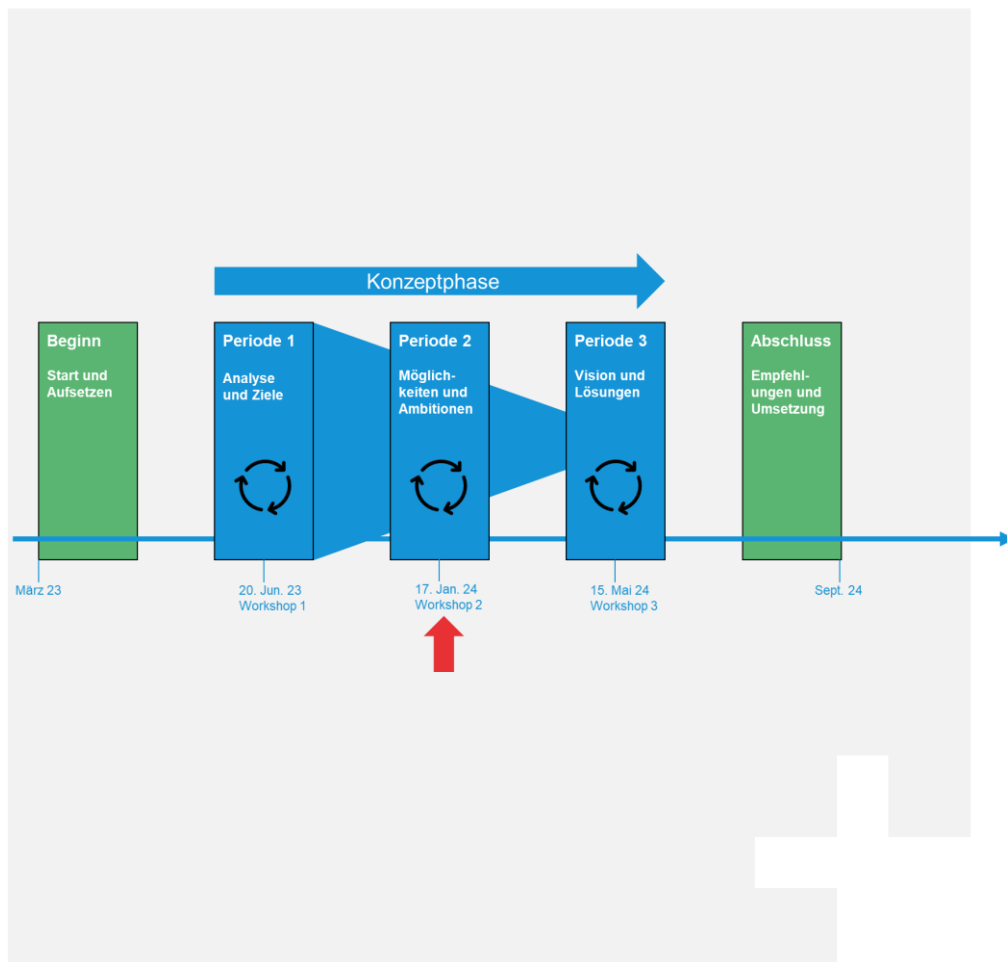 Konzeptphase
Beginn
Start und
Aufsetzen
Periode 1
Analyse
und Ziele
Periode 2
Möglich-
keiten und
Ambitionen
Periode 3
Vision und
Lösungen
Abschluss
Empfehl-
ungen und
Umsetzung
März 23
20. Jun. 23
Workshop 1
17. Jan. 24
Workshop 2
15. Mai 24
Workshop 3
Sept. 24